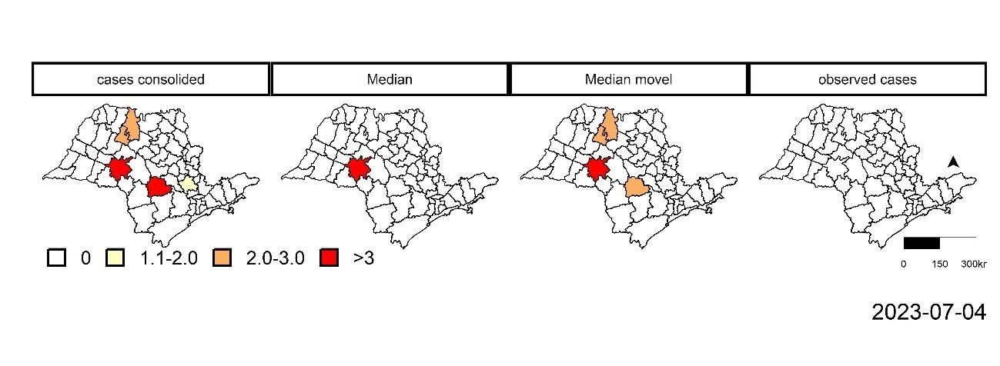 cases consolided
Median
Median movel
observed cases
0 1.1-2.0 2.0-3.0 >3
0 150 300kr
2023-07-04